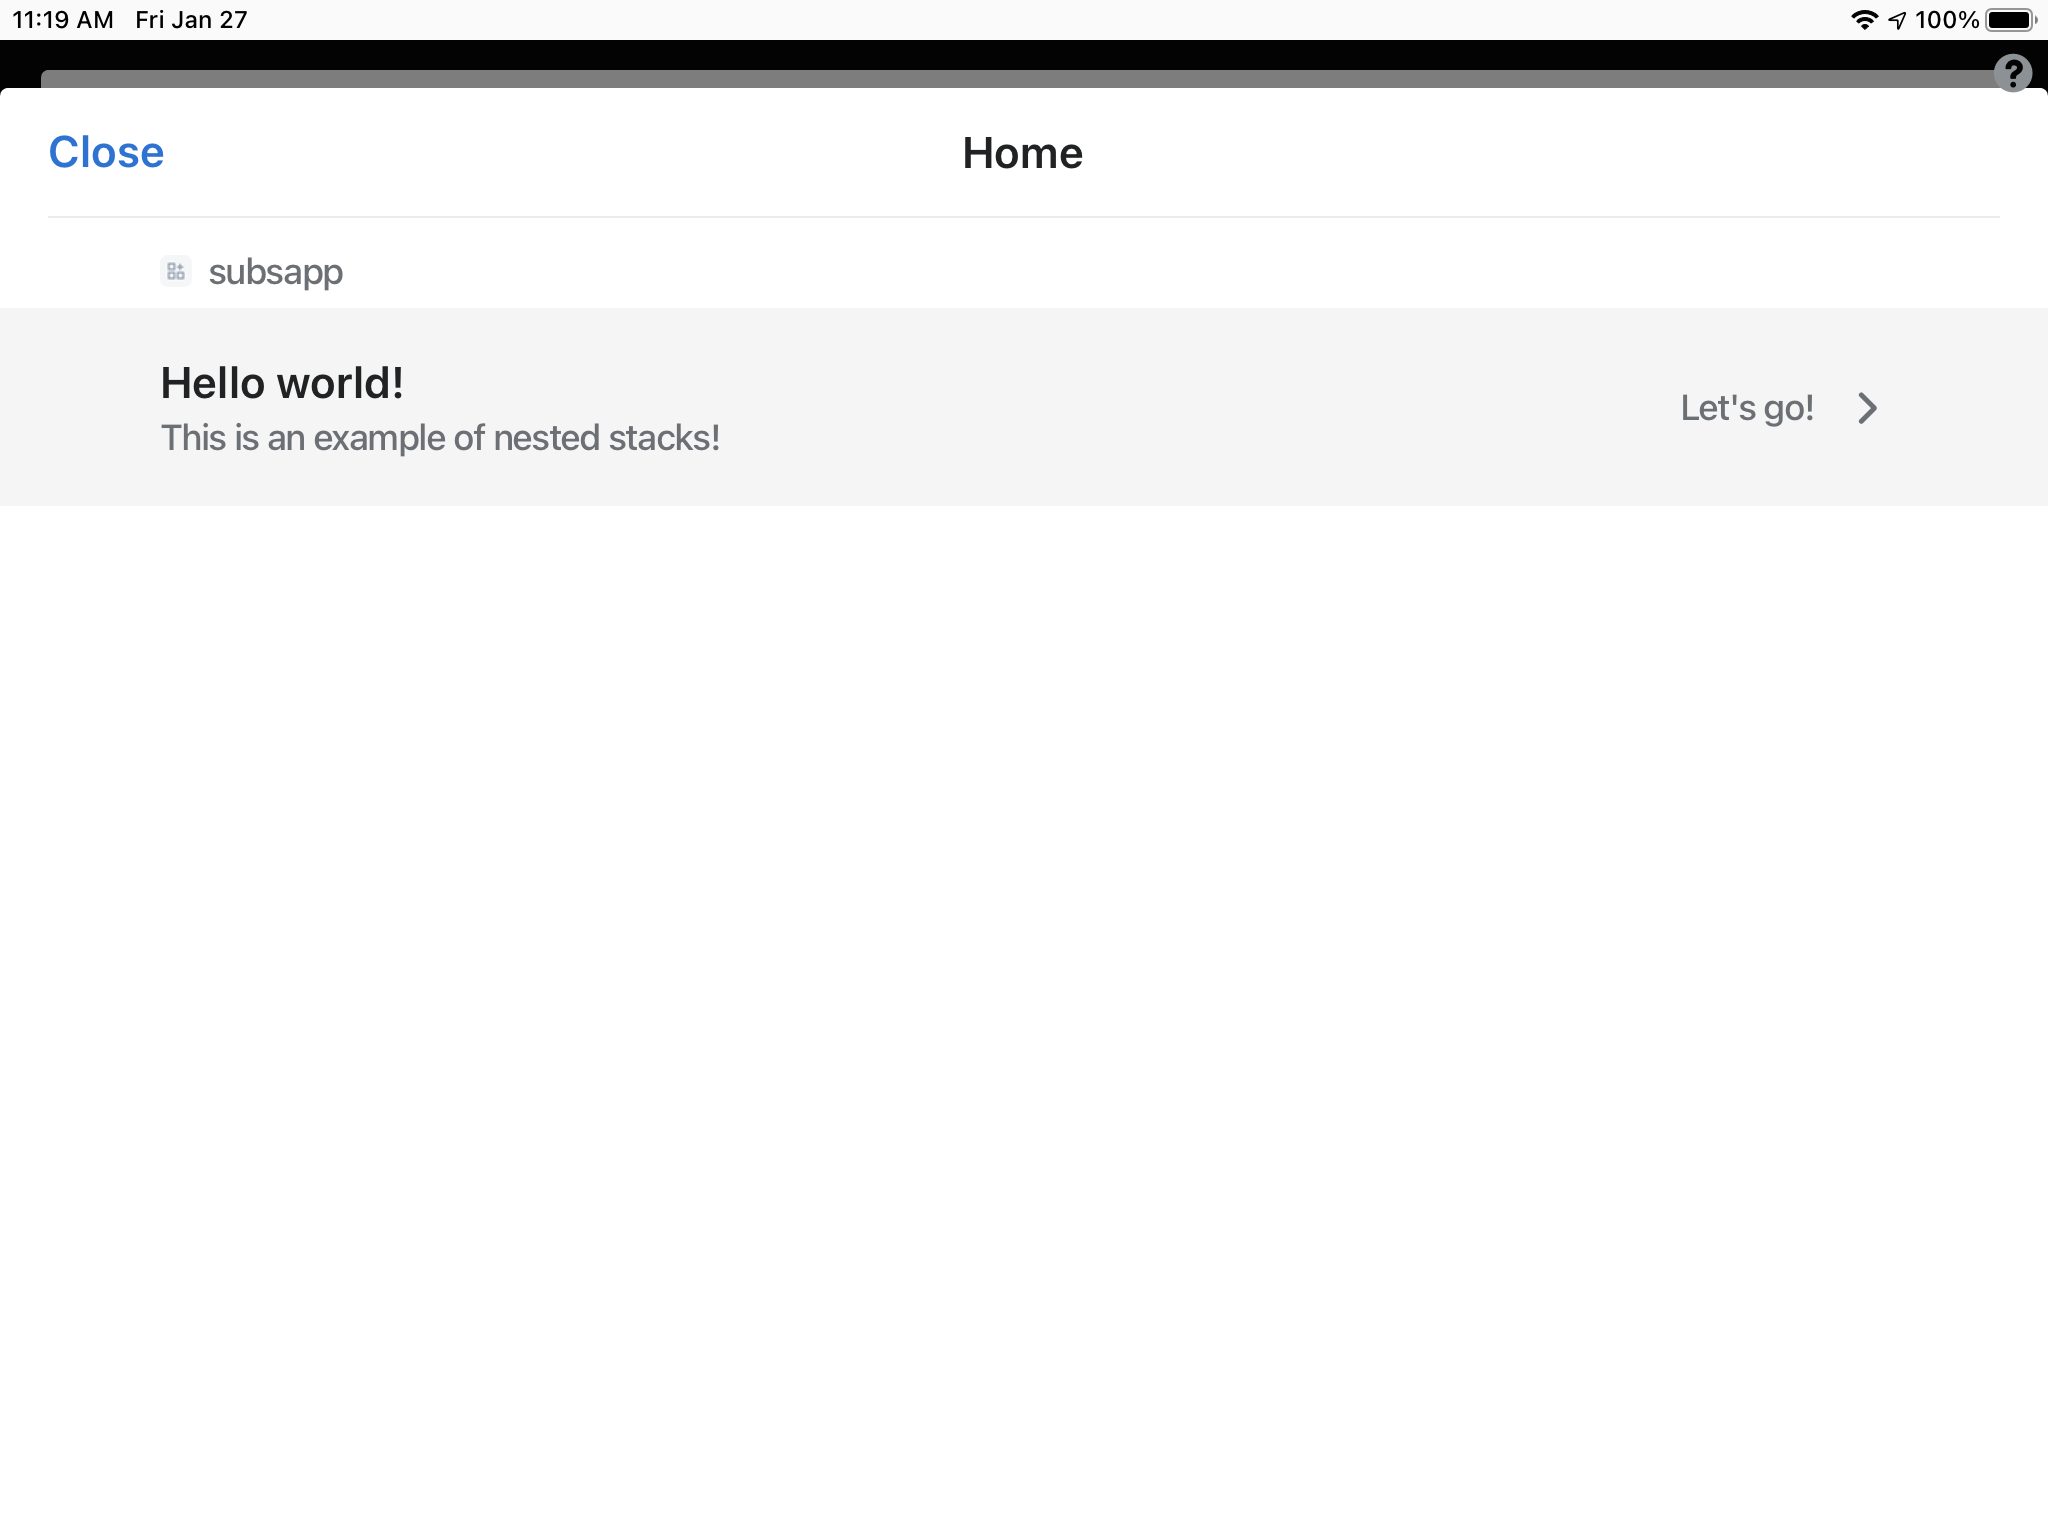 11:19 AM Fri Jan 27 100%
?
Close Home
subsapp
Hello world!
This is an example of nested stacks!
Let's go!